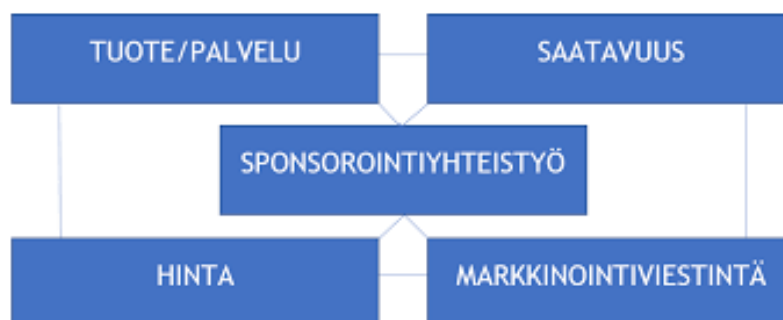 TUOTE/PALVELU
SAATAVUUS
SPONSOROINTIYHTEISTYÖ
HINTA
MARKKINOINTIVIESTINTÄ